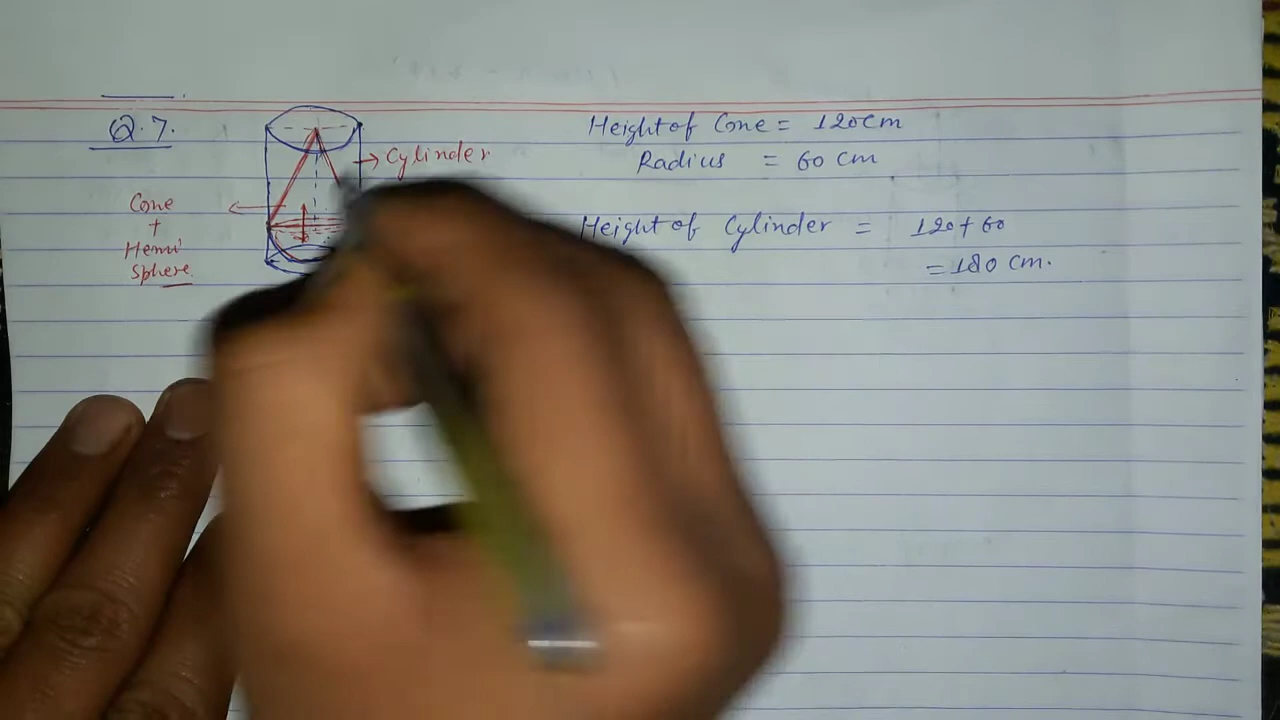 Q.7.
Cylinder
Cone
+
Hemi
Sphere
Height of Cone = 120cm
Radius = 60 cm
Height of Cylinder = 120+60
= 180 cm.